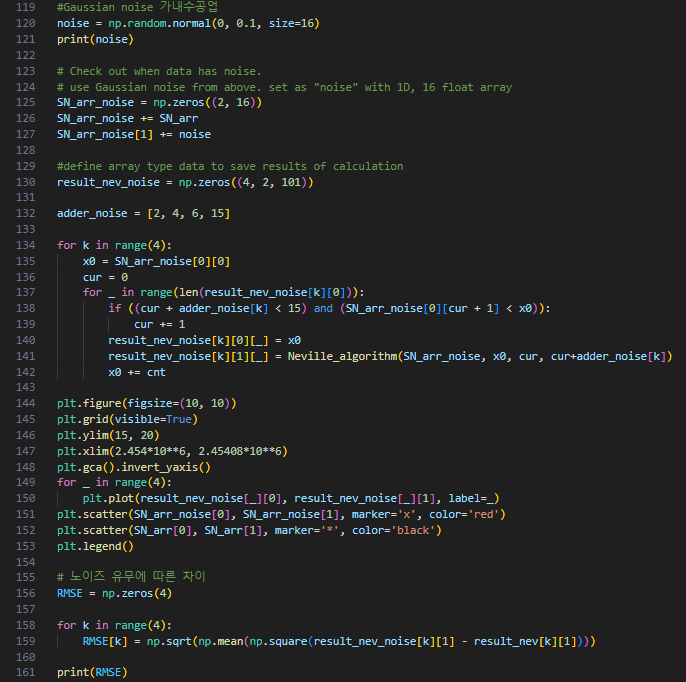 119 #Gaussian noise 가내수공업
120 noise = np.random.normal(0, 0.1, size=16)
121 print(noise)
122
123 # Check out when data has noise.
124 # use Gaussian noise from above. set as "noise" with 1D, 16 float array
125 SN_arr_noise = np.zeros((2, 16))
126 SN_arr_noise += SN_arr
127 SN_arr_noise[1] += noise
128
129 #define array type data to save results of calculation
130 result_nev_noise = np.zeros((4, 2, 101))
131
132 adder_noise = [2, 4, 6, 15]
133
134 for k in range(4):
135     x0 = SN_arr_noise[0][0]
136     cur = 0
137     for _ in range(len(result_nev_noise[k][0])):
138         if ((cur + adder_noise[k] < 15) and (SN_arr_noise[0][cur + 1] < x0)):
139             cur += 1
140         result_nev_noise[k][0][_] = x0
141         result_nev_noise[k][1][_] = Neville_algorithm(SN_arr_noise, x0, cur, cur+adder_noise[k])
142         x0 += cnt
143
144 plt.figure(figsize=(10, 10))
145 plt.grid(visible=True)
146 plt.ylim(15, 20)
147 plt.xlim(2.454*10**6, 2.45408*10**6)
148 plt.gca().invert_yaxis()
149 for _ in range(4):
150     plt.plot(result_nev_noise[_][0], result_nev_noise[_][1], label=_)
151 plt.scatter(SN_arr_noise[0], SN_arr_noise[1], marker='x', color='red')
152 plt.scatter(SN_arr[0], SN_arr[1], marker='*', color='black')
153 plt.legend()
154
155 # 노이즈 유무에 따른 차이
156 RMSE = np.zeros(4)
157
158 for k in range(4):
159     RMSE[k] = np.sqrt(np.mean(np.square(result_nev_noise[k][1] - result_nev[k][1])))
160
161 print(RMSE)